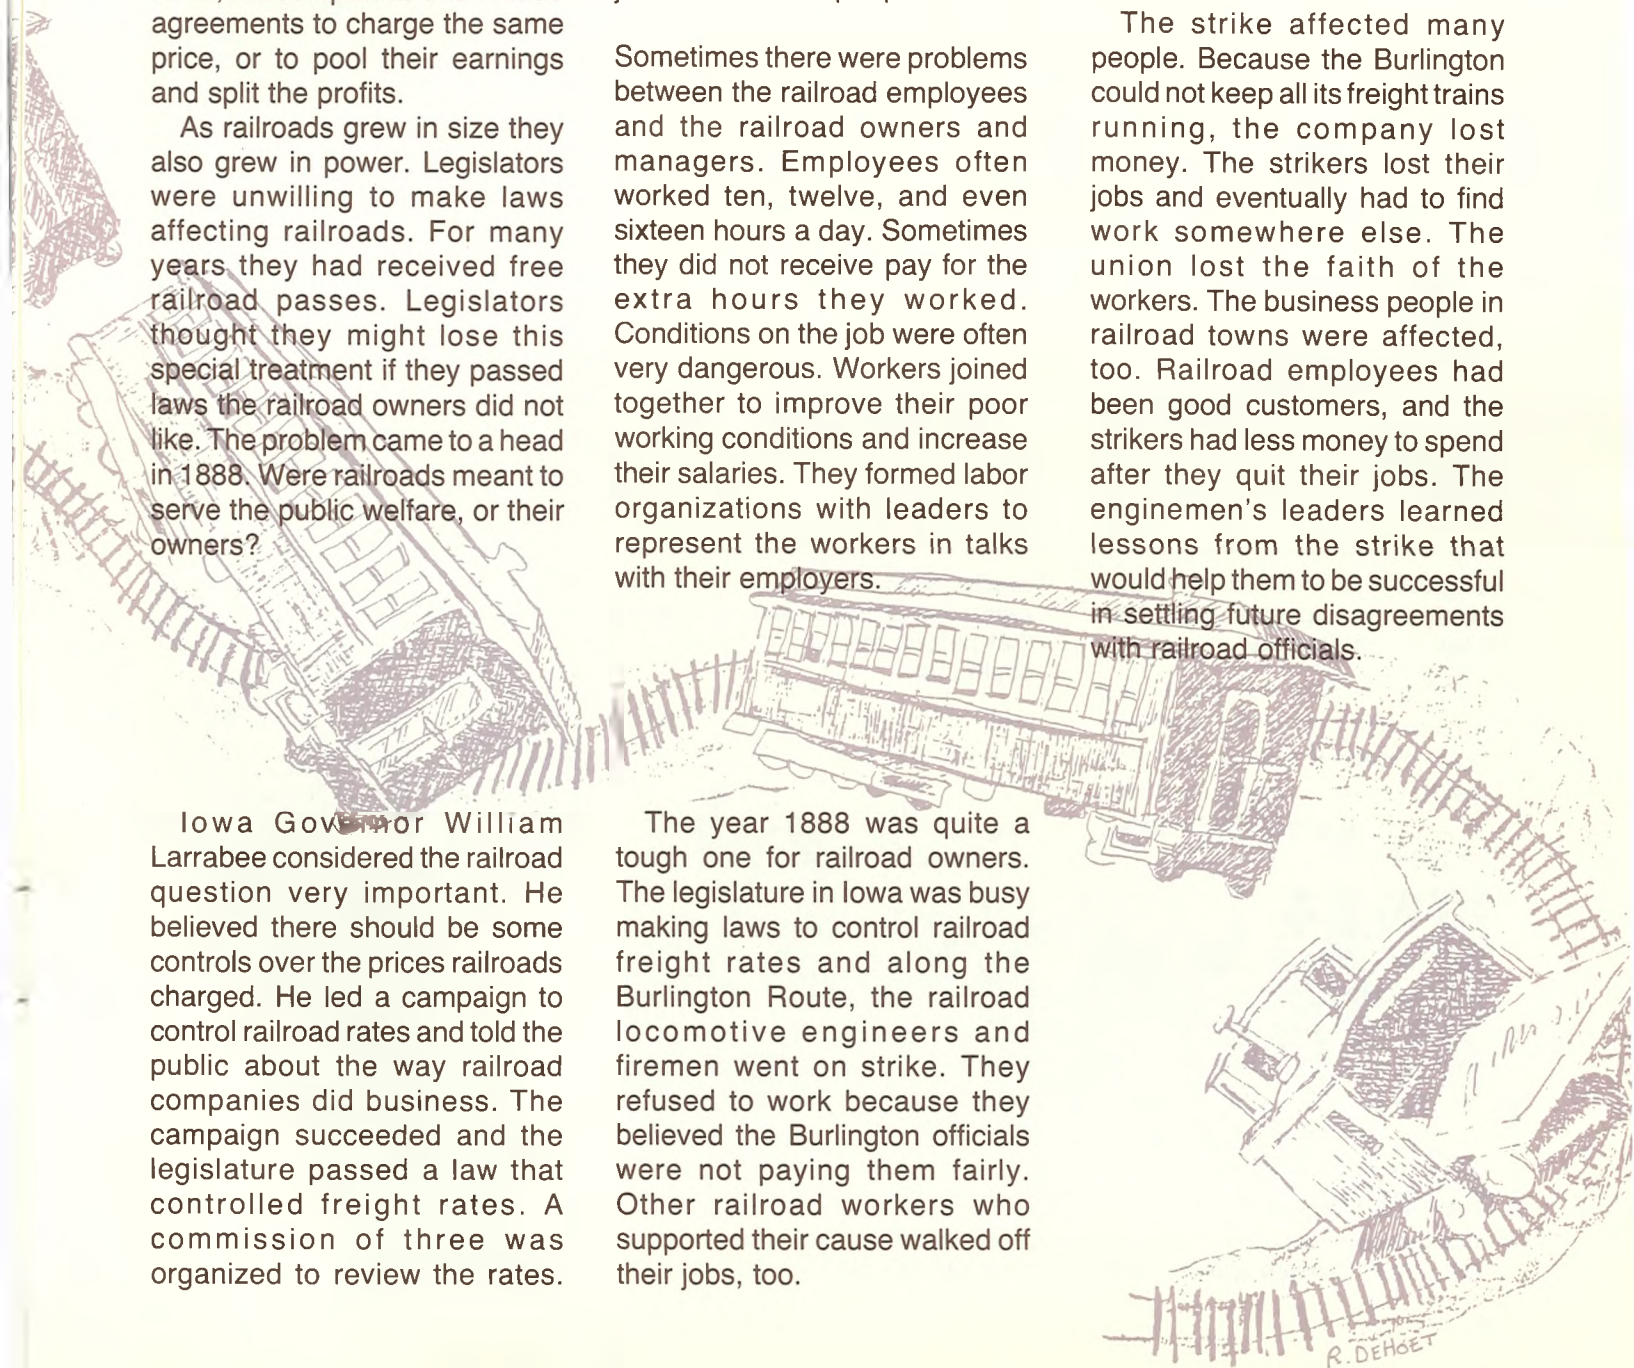 agreements to charge the same
price, or to pool their earnings
and split the profits.
As railroads grew in size they
also grew in power. Legislators
were unwilling to make laws
affecting railroads. For many
years they had received free
railroad passes. Legislators
thought they might lose this
special treatment if they passed
laws the railroad owners did not
like. The problem came to a head
in 1888. Were railroads meant to
serve the public welfare, or their
owners?
Iowa Governor William
Larrabee considered the railroad
question very important. He
believed there should be some
controls over the prices railroads
charged. He led a campaign to
control railroad rates and told the
public about the way railroad
companies did business. The
campaign succeeded and the
legislature passed a law that
controlled freight rates. A
commission of three was
organized to review the rates.
Sometimes there were problems
between the railroad employees
and the railroad owners and
managers. Employees often
worked ten, twelve, and even
sixteen hours a day. Sometimes
they did not receive pay for the
extra hours they worked.
Conditions on the job were often
very dangerous. Workers joined
together to improve their poor
working conditions and increase
their salaries. They formed labor
organizations with leaders to
represent the workers in talks
with their employers.
The year 1888 was quite a
tough one for railroad owners.
The legislature in Iowa was busy
making laws to control railroad
freight rates and along the
Burlington Route, the railroad
locomotive engineers and
firemen went on strike. They
refused to work because they
believed the Burlington officials
were not paying them fairly.
Other railroad workers who
supported their cause walked off
their jobs, too.
The strike affected many
people. Because the Burlington
could not keep all its freight trains
running, the company lost
money. The strikers lost their
jobs and eventually had to find
work somewhere else. The
union lost the faith of the
workers. The business people in
railroad towns were affected,
too. Railroad employees had
been good customers, and the
strikers had less money to spend
after they quit their jobs. The
enginemen's leaders learned
lessons from the strike that
would help them to be successful
in settling future disagreements
with railroad officials.
R. DEHOET